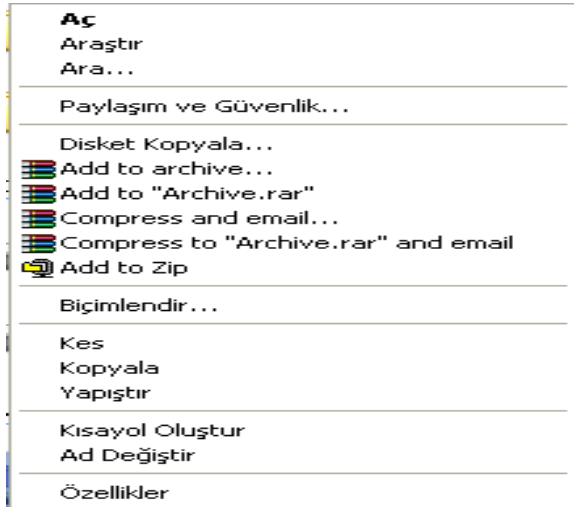 Aç
Araştır
Ara...
Paylaşım ve Güvenlik...
Disket Kopyala...
Add to archive...
Add to "Archive.rar"
Compress and email...
Compress to "Archive.rar" and email
Add to Zip
Biçimlendir...
Kes
Kopyala
Yapıştır
Kısayol Oluştur
Ad Değiştir
Özellikler